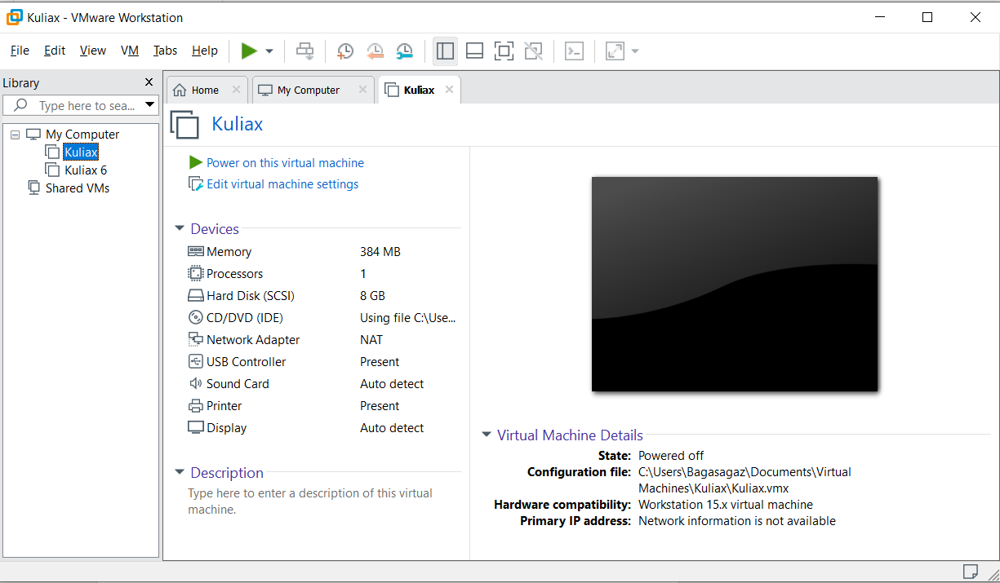 Kuliax - VMware Workstation
File Edit View VM Tabs Help
Library
Type here to sea...
My Computer
Kuliax
Kuliax 6
Shared VMs
Home
My Computer
Kuliax
Kuliax
Power on this virtual machine
Edit virtual machine settings
Devices
Memory 384 MB
Processors 1
Hard Disk (SCSI) 8 GB
CD/DVD (IDE) Using file C:\Use...
Network Adapter NAT
USB Controller Present
Sound Card Auto detect
Printer Present
Display Auto detect
Description
Type here to enter a description of this virtual
machine.
Virtual Machine Details
State: Powered off
Configuration file: C:\Users\Bagasagaz\Documents\Virtual
Machines\Kuliax\Kuliax.vmx
Hardware compatibility: Workstation 15.x virtual machine
Primary IP address: Network information is not available